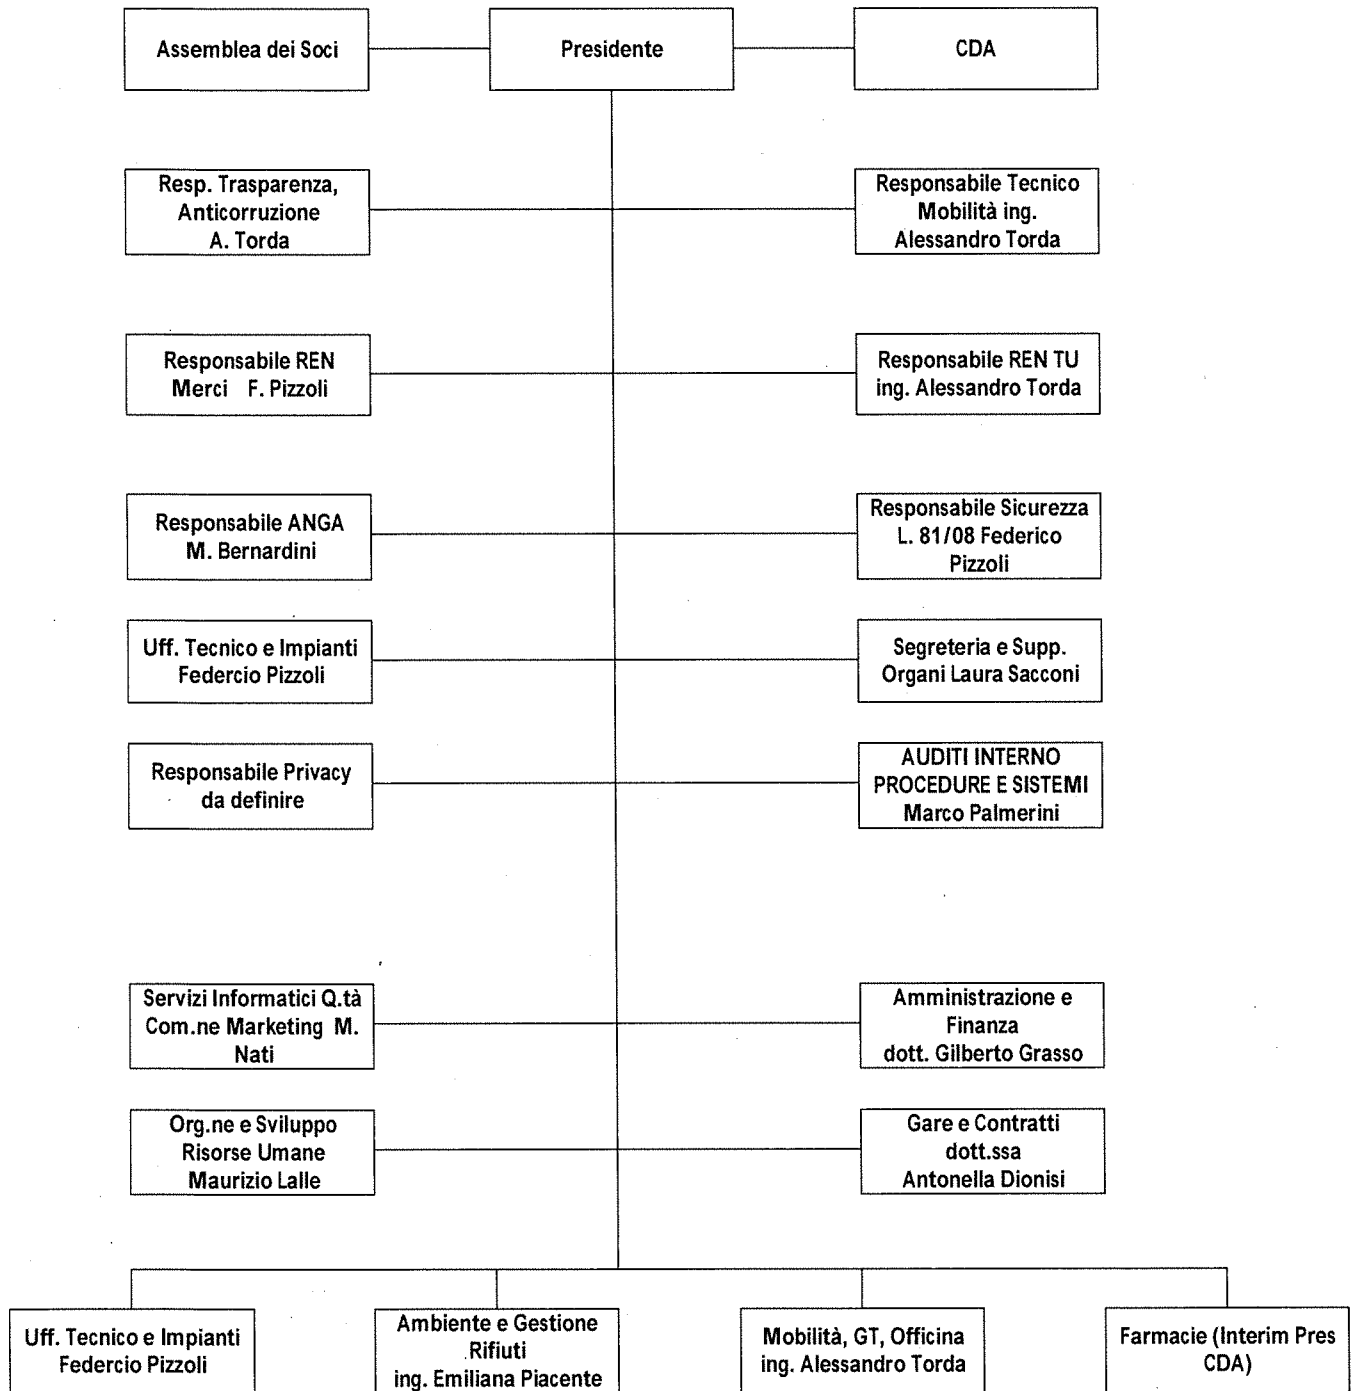 Assemblea dei Soci
Presidente
CDA
Resp. Trasparenza,
Anticorruzione
A. Torda
Responsabile Tecnico
Mobilità ing.
Alessandro Torda
Responsabile REN
Merci F. Pizzoli
Responsabile REN TU
ing. Alessandro Torda
Responsabile ANGA
M. Bernardini
Responsabile Sicurezza
L. 81/08 Federico
Pizzoli
Uff. Tecnico e Impianti
Federcio Pizzoli
Segreteria e Supp.
Organi Laura Sacconi
Responsabile Privacy
da definire
AUDITI INTERNO
PROCEDURE E SISTEMI
Marco Palmerini
Servizi Informatici Q.tà
Com.ne Marketing M.
Nati
Amministrazione e
Finanza
dott. Gilberto Grasso
Org.ne e Sviluppo
Risorse Umane
Maurizio Lalle
Gare e Contratti
dott.ssa
Antonella Dionisi
Uff. Tecnico e Impianti
Federcio Pizzoli
Ambiente e Gestione
Rifiuti
ing. Emiliana Piacente
Mobilità, GT, Officina
ing. Alessandro Torda
Farmacie (Interim Pres
CDA)